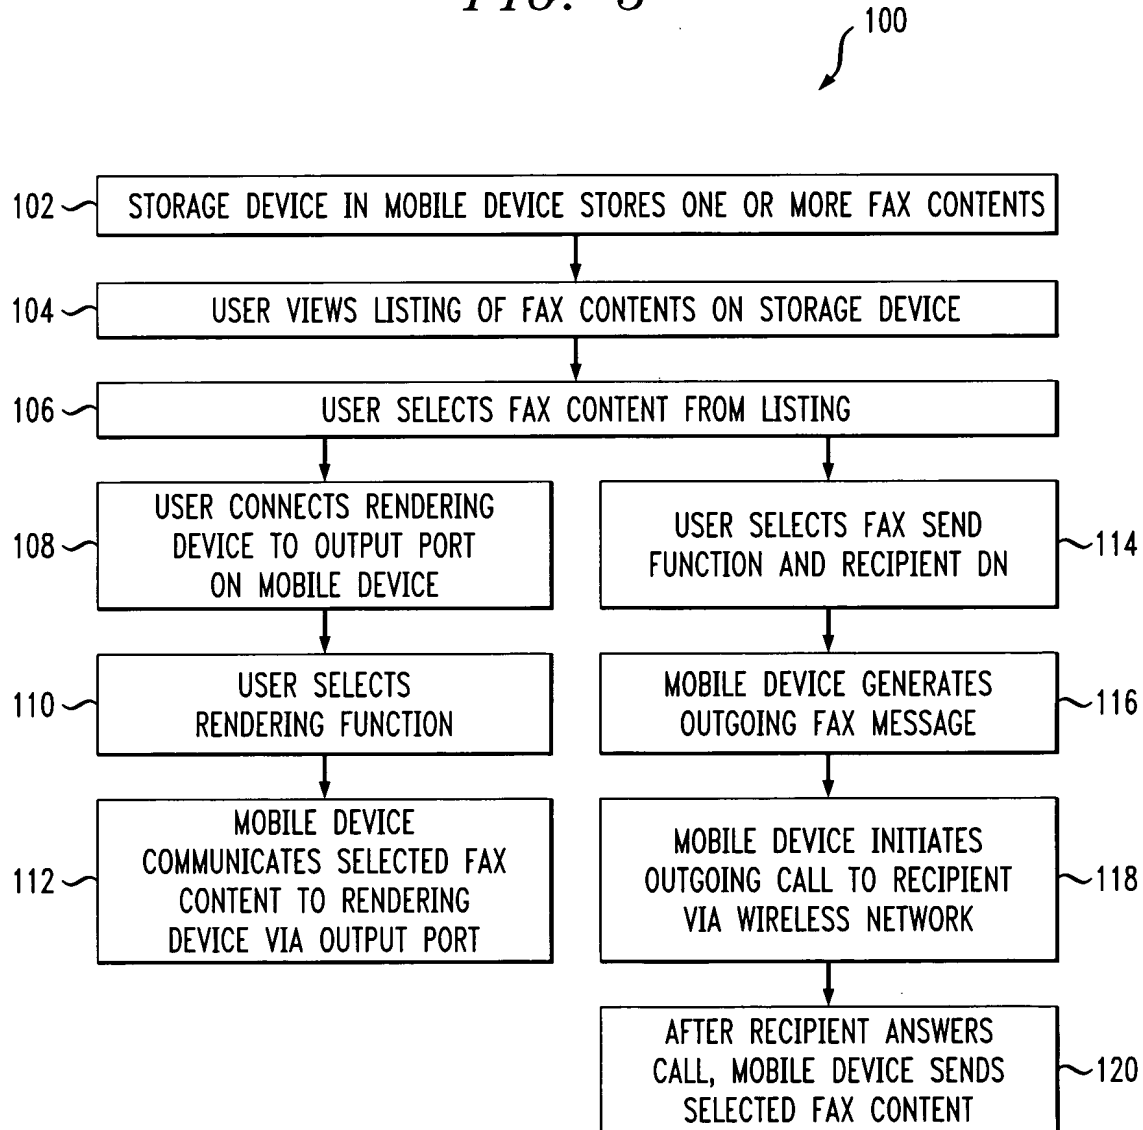 100
102
STORAGE DEVICE IN MOBILE DEVICE STORES ONE OR MORE FAX CONTENTS
104
USER VIEWS LISTING OF FAX CONTENTS ON STORAGE DEVICE
106
USER SELECTS FAX CONTENT FROM LISTING
108
USER CONNECTS RENDERING
DEVICE TO OUTPUT PORT
ON MOBILE DEVICE
110
USER SELECTS
RENDERING FUNCTION
112
MOBILE DEVICE
COMMUNICATES SELECTED FAX
CONTENT TO RENDERING
DEVICE VIA OUTPUT PORT
USER SELECTS FAX SEND
FUNCTION AND RECIPIENT DN
114
MOBILE DEVICE GENERATES
OUTGOING FAX MESSAGE
116
MOBILE DEVICE INITIATES
OUTGOING CALL TO RECIPIENT
VIA WIRELESS NETWORK
118
AFTER RECIPIENT ANSWERS
CALL, MOBILE DEVICE SENDS
SELECTED FAX CONTENT
120